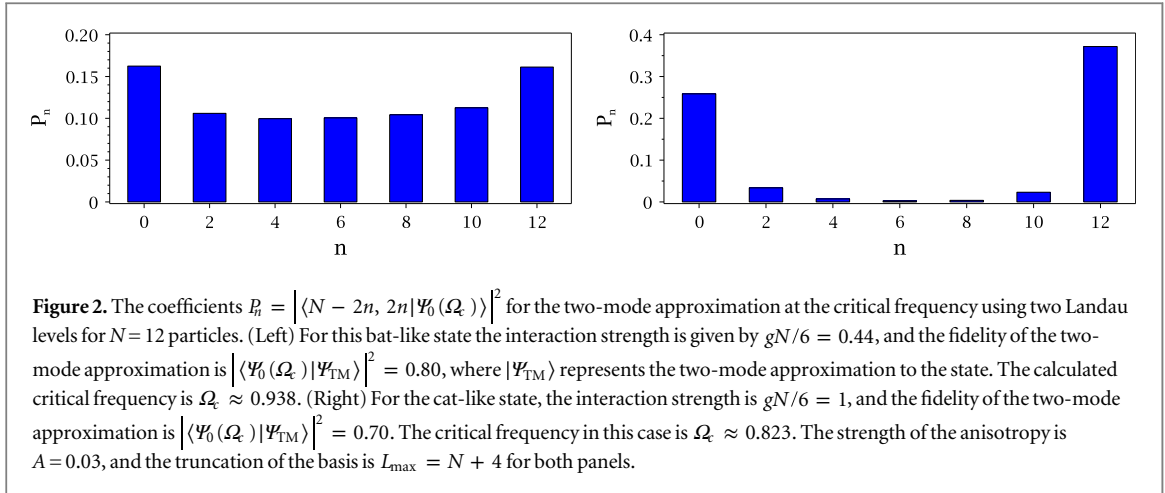 0.20
0.15
0.10
0.05
0
P_n
0 2 4 6 8 10 12
n
0.4
0.3
0.2
0.1
0
P_n
0 2 4 6 8 10 12
n
Figure 2. The coefficients P_n = |⟨N − 2n, 2n|Ψ_0(Ω_c)⟩|^2 for the two-mode approximation at the critical frequency using two Landau
levels for N = 12 particles. (Left) For this bat-like state the interaction strength is given by gN/6 = 0.44, and the fidelity of the two-
mode approximation is |⟨Ψ_0(Ω_c)|Ψ_TM⟩|^2 = 0.80, where |Ψ_TM⟩ represents the two-mode approximation to the state. The calculated
critical frequency is Ω_c ≈ 0.938. (Right) For the cat-like state, the interaction strength is gN/6 = 1, and the fidelity of the two-mode
approximation is |⟨Ψ_0(Ω_c)|Ψ_TM⟩|^2 = 0.70. The critical frequency in this case is Ω_c ≈ 0.823. The strength of the anisotropy is
A = 0.03, and the truncation of the basis is L_max = N + 4 for both panels.